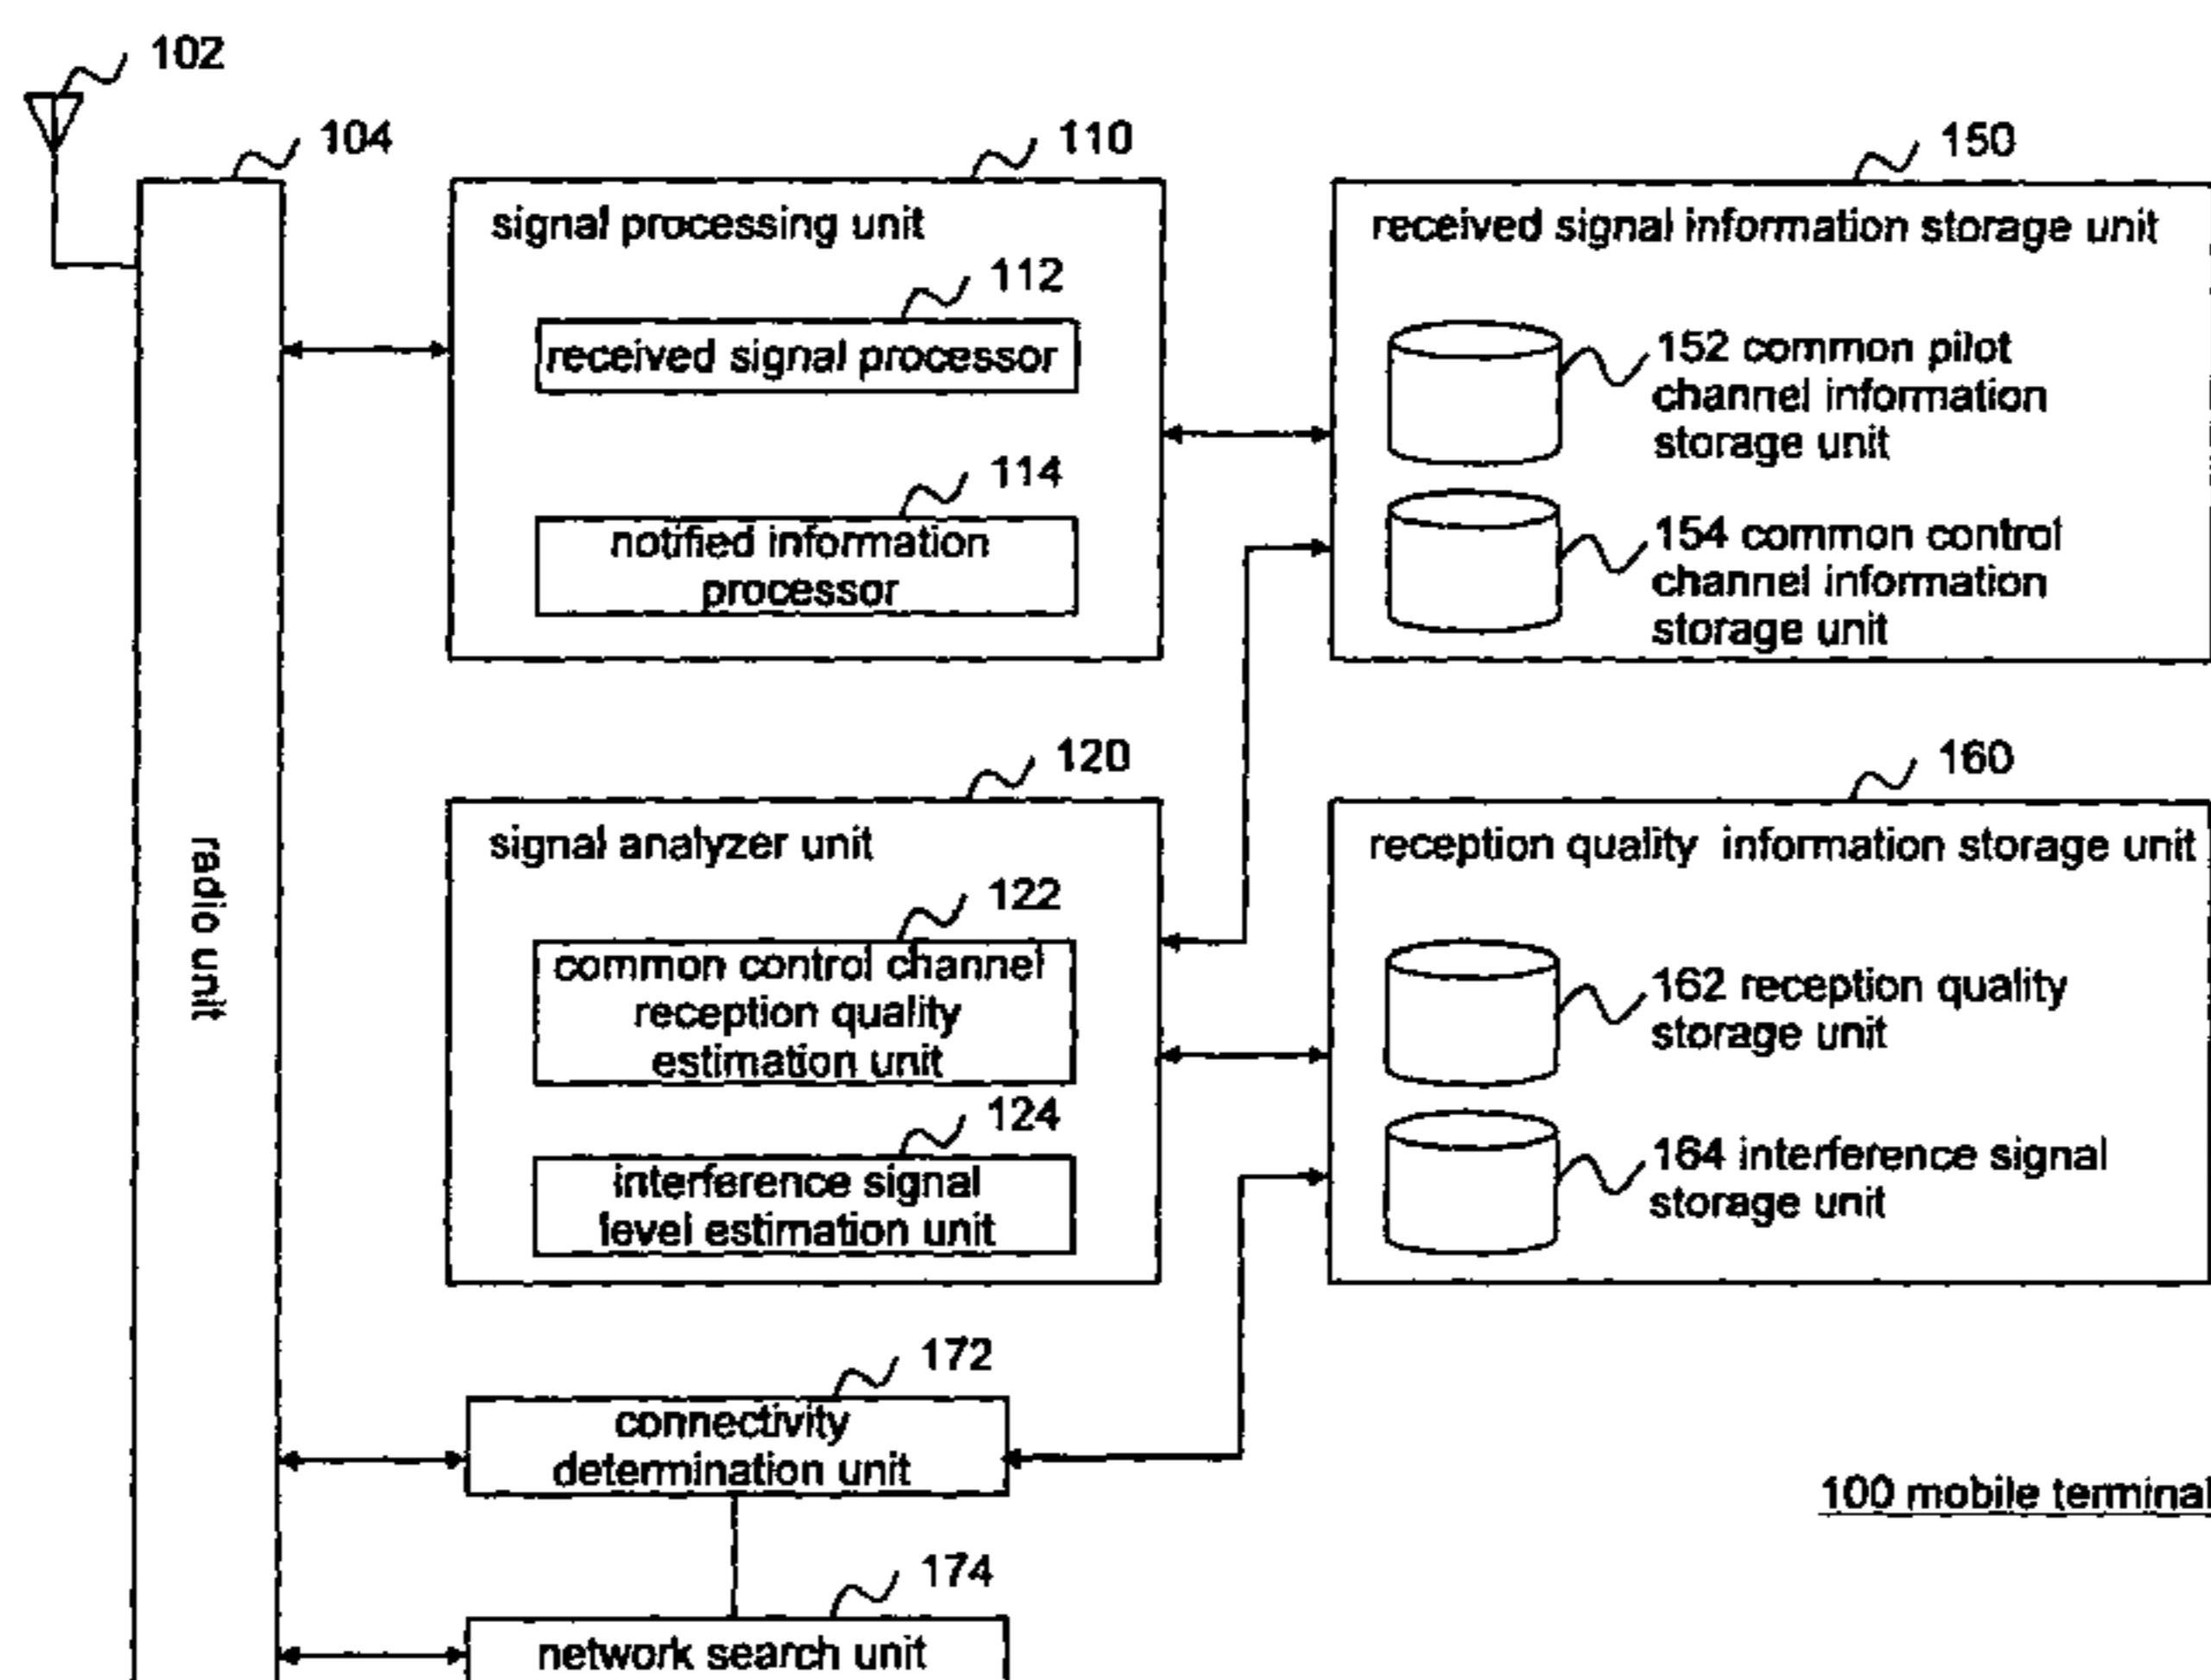 102
104
radio unit
110
signal processing unit
112
received signal processor
114
notified information
processor
150
received signal information storage unit
152 common pilot
channel information
storage unit
154 common control
channel information
storage unit
120
signal analyzer unit
122
common control channel
reception quality
estimation unit
124
interference signal
level estimation unit
160
reception quality information storage unit
162 reception quality
storage unit
164 interference signal
storage unit
172
connectivity
determination unit
174
network search unit
100 mobile terminal